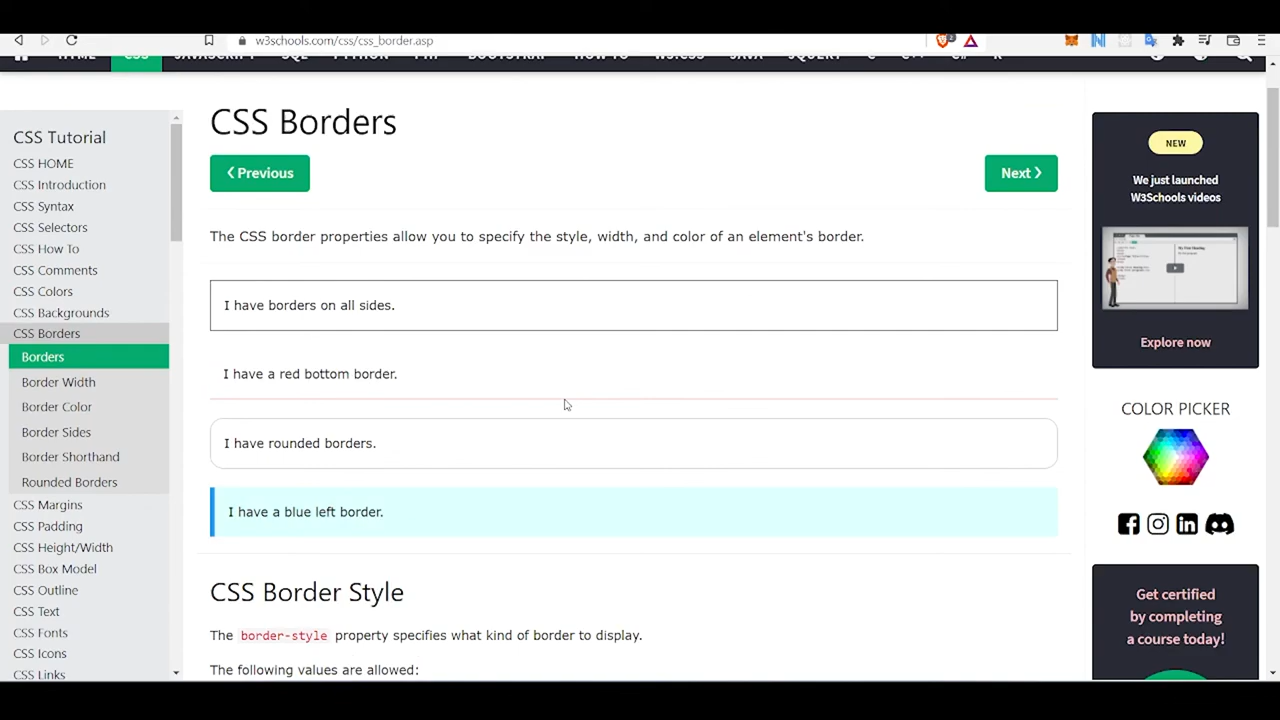 w3schools.com/css/css_border.asp
CSS Tutorial
CSS HOME
CSS Introduction
CSS Syntax
CSS Selectors
CSS How To
CSS Comments
CSS Colors
CSS Backgrounds
CSS Borders
Borders
Border Width
Border Color
Border Sides
Border Shorthand
Rounded Borders
CSS Margins
CSS Padding
CSS Height/Width
CSS Box Model
CSS Outline
CSS Text
CSS Fonts
CSS Icons
CSS Links
CSS Borders
❮ Previous
Next ❯
The CSS border properties allow you to specify the style, width, and color of an element's border.
I have borders on all sides.
I have a red bottom border.
I have rounded borders.
I have a blue left border.
CSS Border Style
The border-style property specifies what kind of border to display.
The following values are allowed:
NEW
We just launched
W3Schools videos
Explore now
COLOR PICKER
Get certified
by completing
a course today!